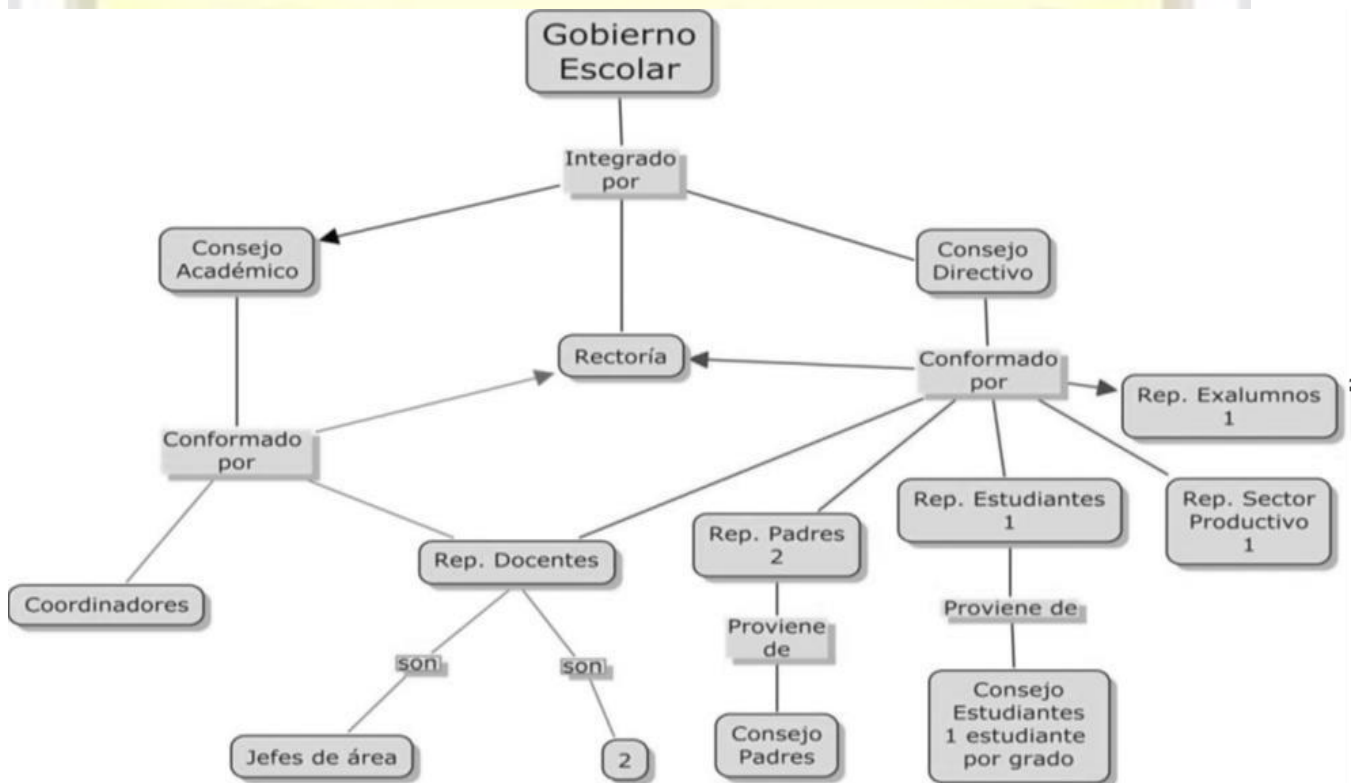 Gobierno
Escolar
Integrado
por
Consejo
Académico
Consejo
Directivo
Rectoría
Conformado
por
Rep. Exalumnos
1
Conformado
por
Rep. Estudiantes
1
Rep. Sector
Productivo
1
Rep. Padres
2
Rep. Docentes
Coordinadores
Proviene de
Proviene
de
son
son
Consejo
Estudiantes
1 estudiante
por grado
Consejo
Padres
Jefes de área
2